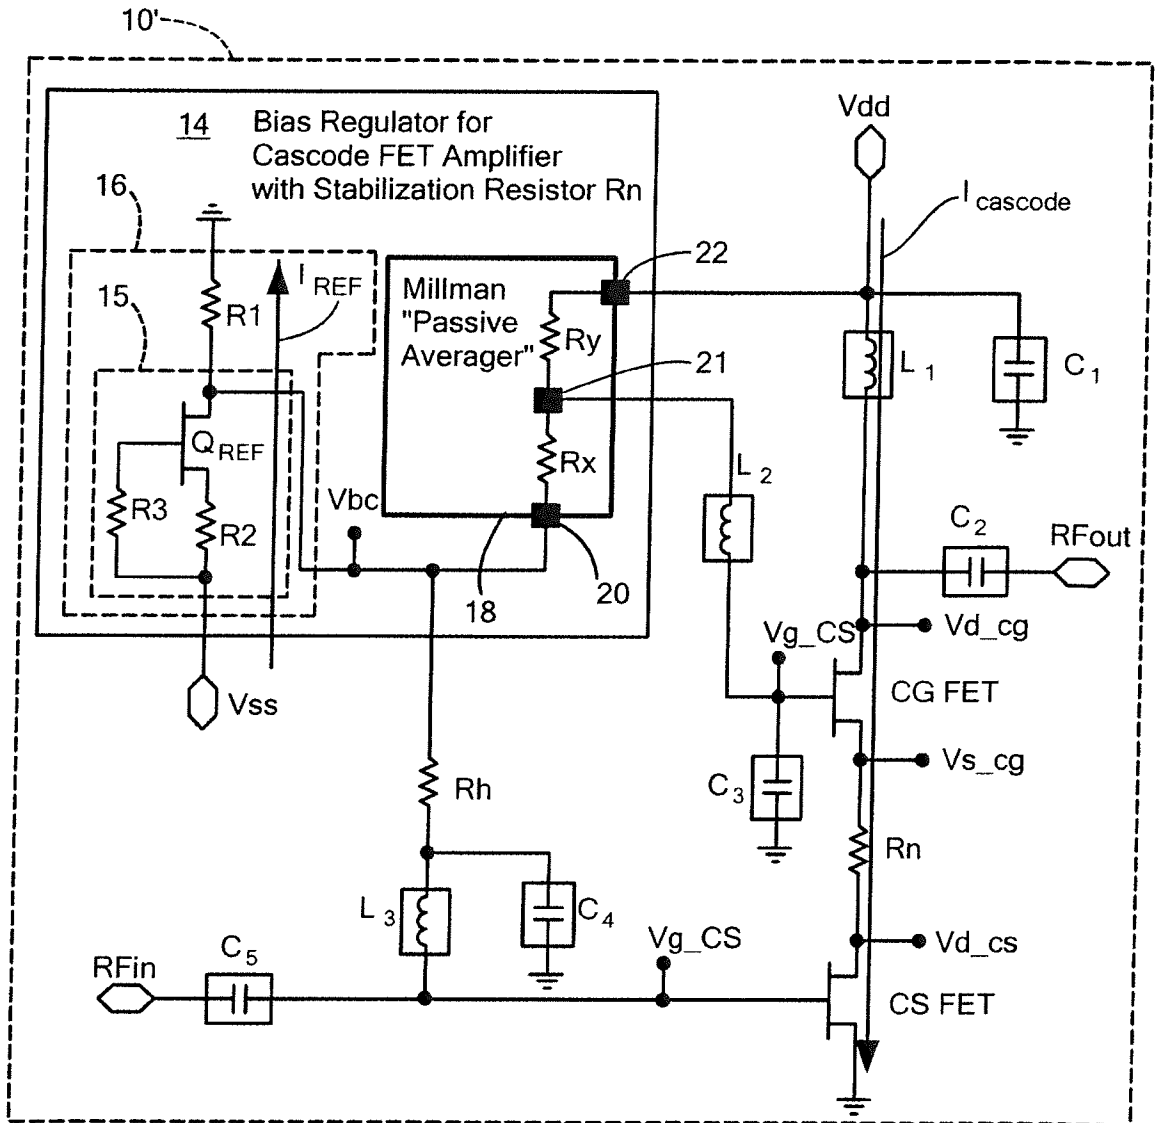 10'
14
Bias Regulator for
Cascode FET Amplifier
with Stabilization Resistor Rn
Vdd
I cascode
16
22
I REF
Millman
"Passive
Averager"
15
R1
Ry
21
L 1
C 1
Q REF
Rx
L 2
R3
R2
Vbc
C 2
RFout
18
20
Vg_CS
Vd_cg
CG FET
Vss
Vs_cg
Rh
C 3
Rn
L 3
C 4
Vg_CS
Vd_cs
C 5
RFin
CS FET